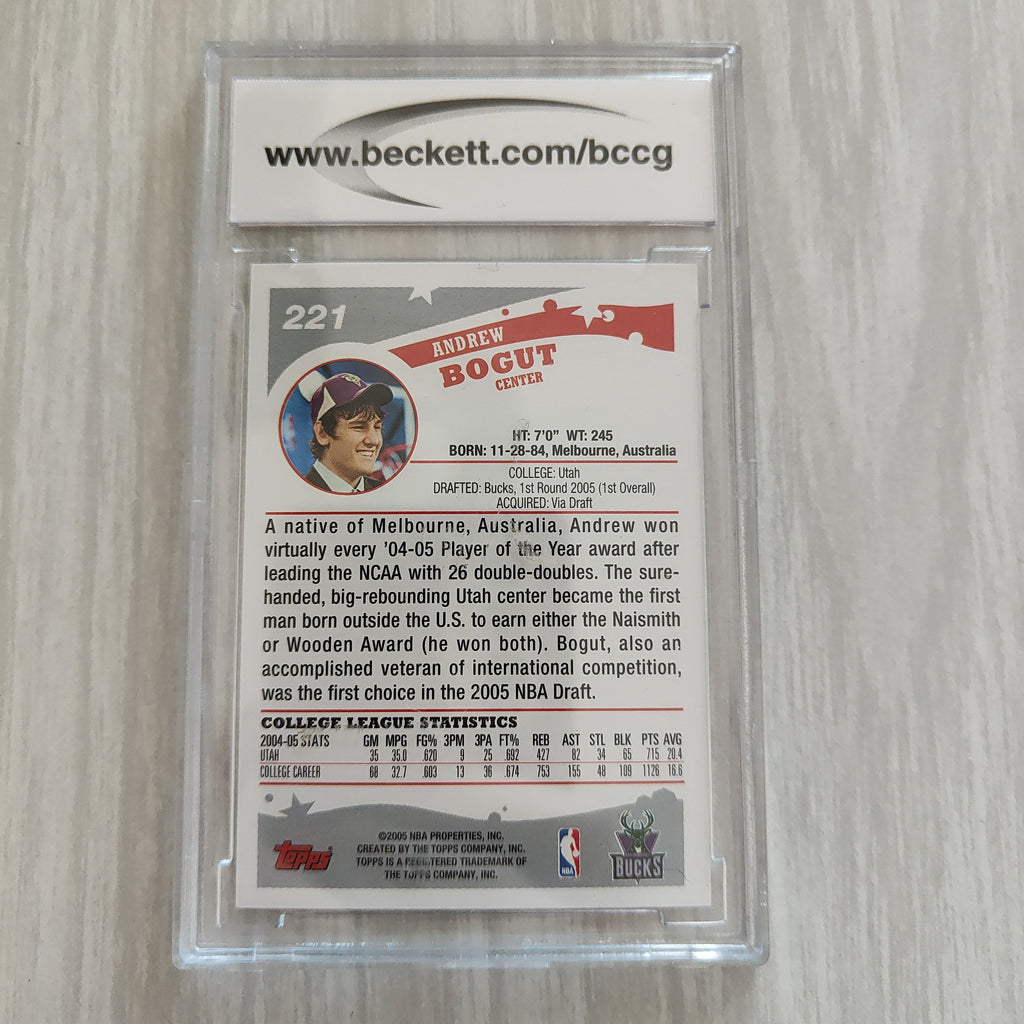 www.beckett.com/bccg
221
ANDREW
BOGUT
CENTER
HT: 7'0" WT: 245
BORN: 11-28-84, Melbourne, Australia
COLLEGE: Utah
DRAFTED: Bucks, 1st Round 2005 (1st Overall)
ACQUIRED: Via Draft
A native of Melbourne, Australia, Andrew won
virtually every '04-05 Player of the Year award after
leading the NCAA with 26 double-doubles. The sure-
handed, big-rebounding Utah center became the first
man born outside the U.S. to earn either the Naismith
or Wooden Award (he won both). Bogut, also an
accomplished veteran of international competition,
was the first choice in the 2005 NBA Draft.
COLLEGE LEAGUE STATISTICS
2004-05 STATS GM MPG FG% 3PM 3PA FT% REB AST STL BLK PTS AVG
UTAH 35 35.0 .620 9 25 .692 427 82 34 65 715 20.4
COLLEGE CAREER 68 32.7 .603 13 36 .674 753 155 48 109 1126 16.6
©2005 NBA PROPERTIES, INC.
CREATED BY THE TOPPS COMPANY, INC.
TOPPS IS A REGISTERED TRADEMARK OF
THE TOPPS COMPANY, INC.
Topps
NBA
BUCKS